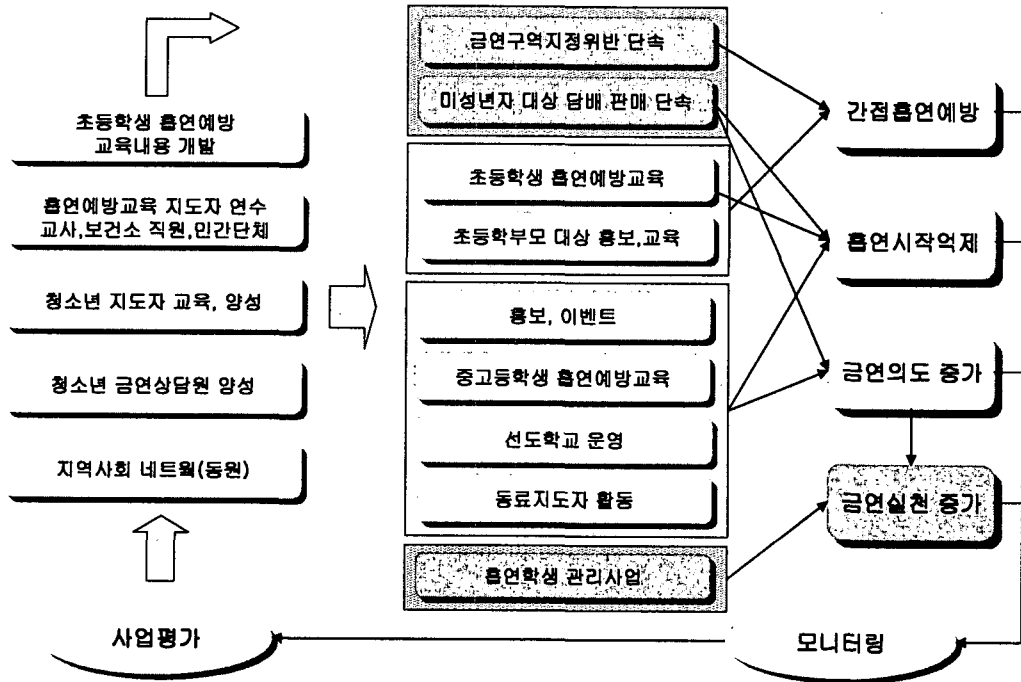 초등학생 흡연예방
교육내용 개발
흡연예방교육 지도자 연수
교사,보건소 직원,민간단체
청소년 지도자 교육, 양성
청소년 금연상담원 양성
지역사회 네트웍(동원)
사업평가
금연구역지정위반 단속
미성년자 대상 담배 판매 단속
초등학생 흡연예방교육
초등학부모 대상 홍보,교육
홍보, 이벤트
중고등학생 흡연예방교육
선도학교 운영
동료지도자 활동
흡연학생 관리사업
간접흡연예방
흡연시작억제
금연의도 증가
금연실천 증가
모니터링